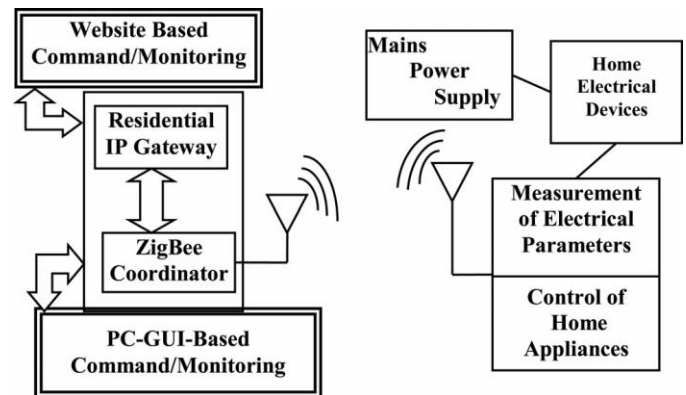 Website Based
Command/Monitoring
Residential
IP Gateway
ZigBee
Coordinator
PC-GUI-Based
Command/Monitoring
Mains
Power
Supply
Home
Electrical
Devices
Measurement
of Electrical
Parameters
Control of
Home
Appliances